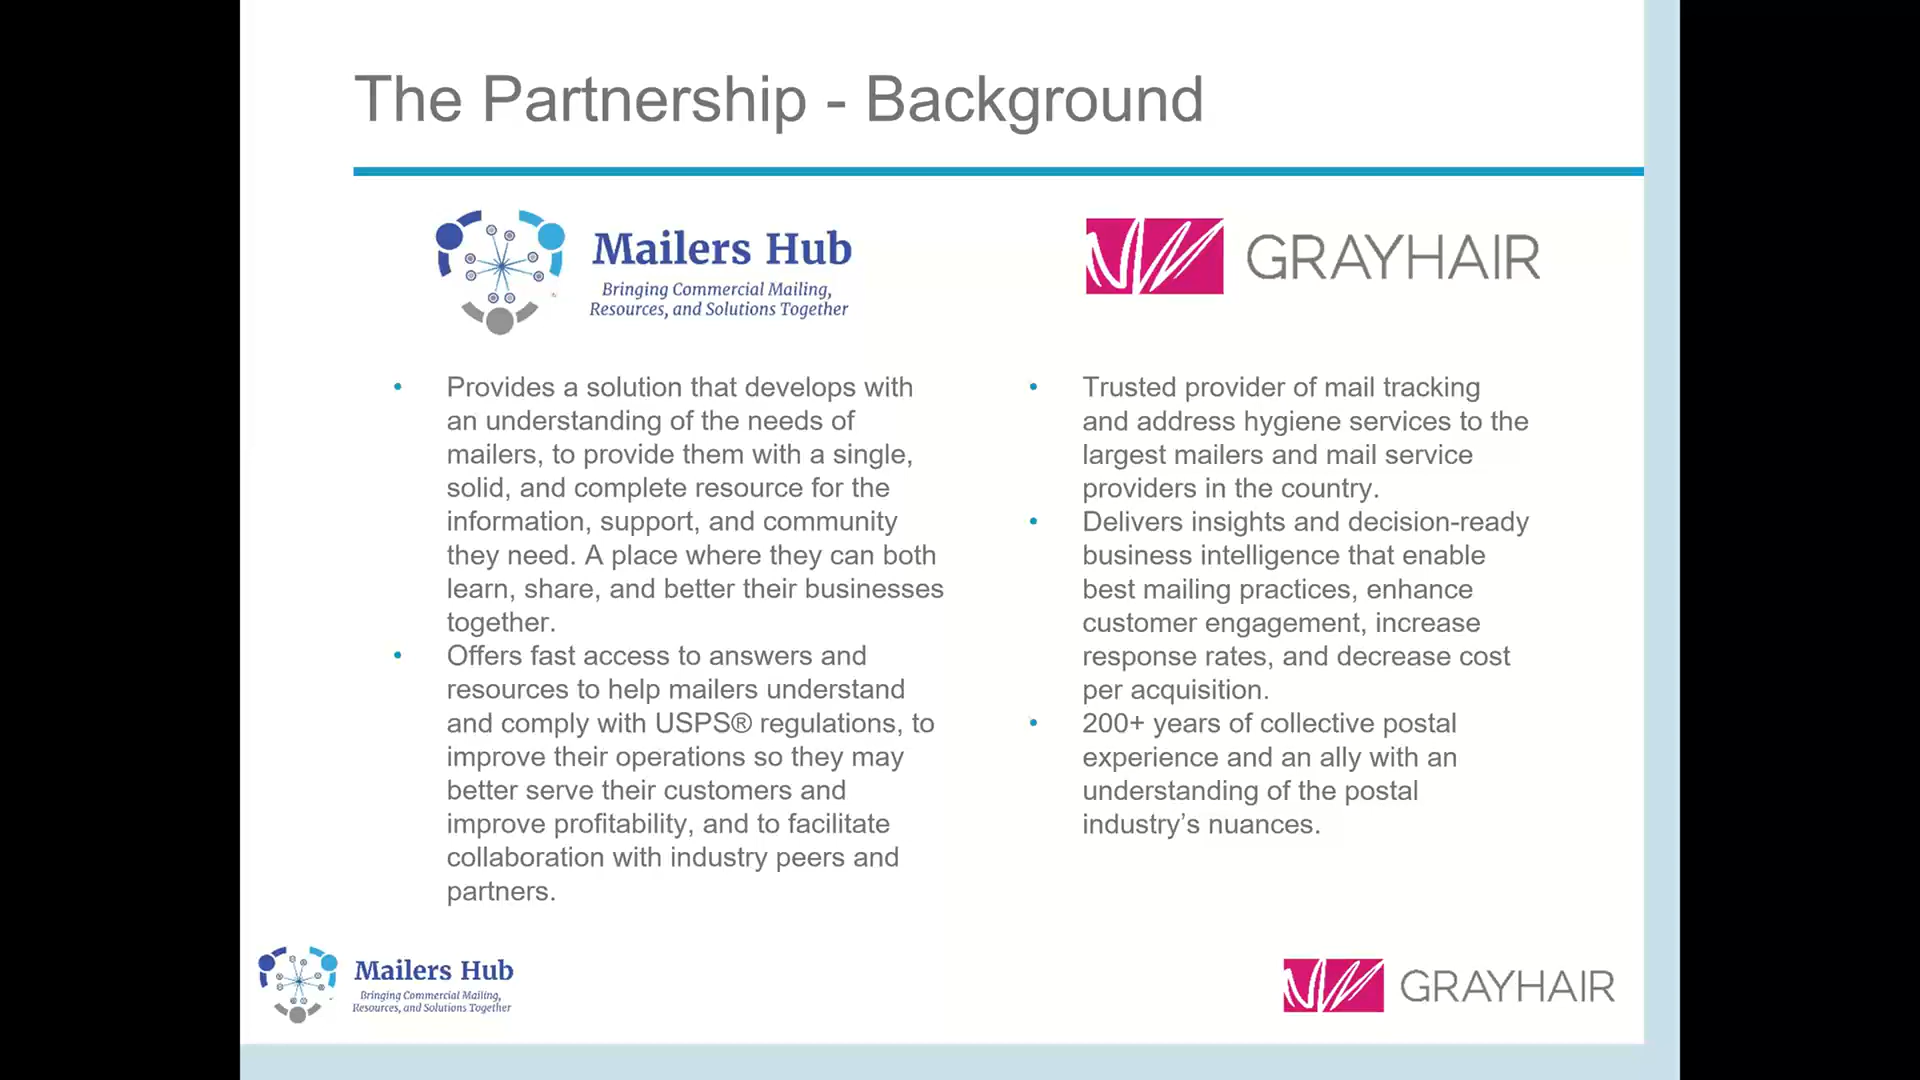 The Partnership - Background
Mailers Hub
Bringing Commercial Mailing,
Resources, and Solutions Together
GRAYHAIR
• Provides a solution that develops with
an understanding of the needs of
mailers, to provide them with a single,
solid, and complete resource for the
information, support, and community
they need. A place where they can both
learn, share, and better their businesses
together.
• Offers fast access to answers and
resources to help mailers understand
and comply with USPS® regulations, to
improve their operations so they may
better serve their customers and
improve profitability, and to facilitate
collaboration with industry peers and
partners.
• Trusted provider of mail tracking
and address hygiene services to the
largest mailers and mail service
providers in the country.
• Delivers insights and decision-ready
business intelligence that enable
best mailing practices, enhance
customer engagement, increase
response rates, and decrease cost
per acquisition.
• 200+ years of collective postal
experience and an ally with an
understanding of the postal
industry’s nuances.
Mailers Hub
Bringing Commercial Mailing,
Resources, and Solutions Together
GRAYHAIR